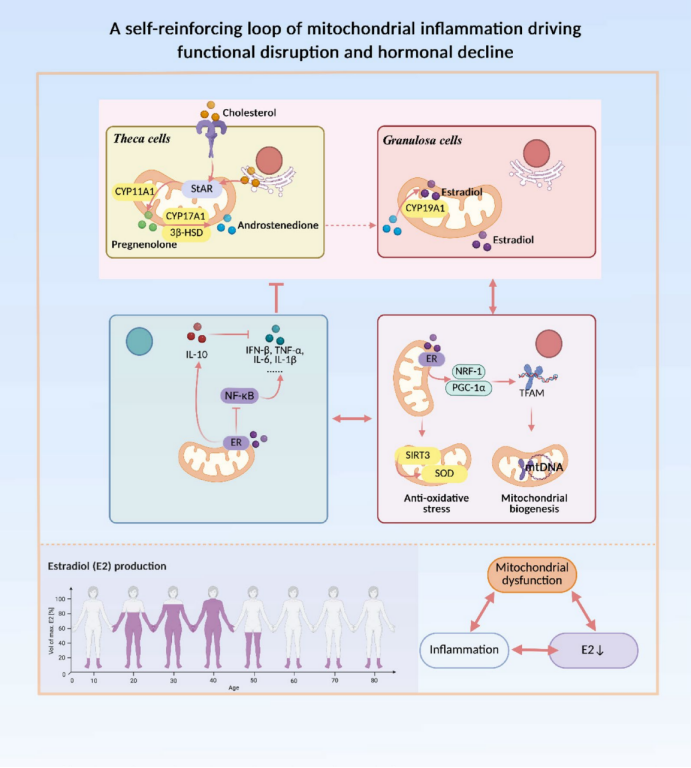 A self-reinforcing loop of mitochondrial inflammation driving
functional disruption and hormonal decline
Cholesterol
Theca cells
CYP11A1
StAR
CYP17A1
3β-HSD
Pregnenolone
Androstenedione
Granulosa cells
Estradiol
CYP19A1
Estradiol
IL-10
IFN-β, TNF-α,
IL-6, IL-1β
......
NF-κB
ER
ER
NRF-1
PGC-1α
TFAM
SIRT3
SOD
mtDNA
Anti-oxidative
stress
Mitochondrial
biogenesis
Estradiol (E2) production
Vol of max. E2 [%]
100
80
60
40
20
0
0 10 20 30 40 50 60 70 80
Age
Mitochondrial
dysfunction
Inflammation
E2↓